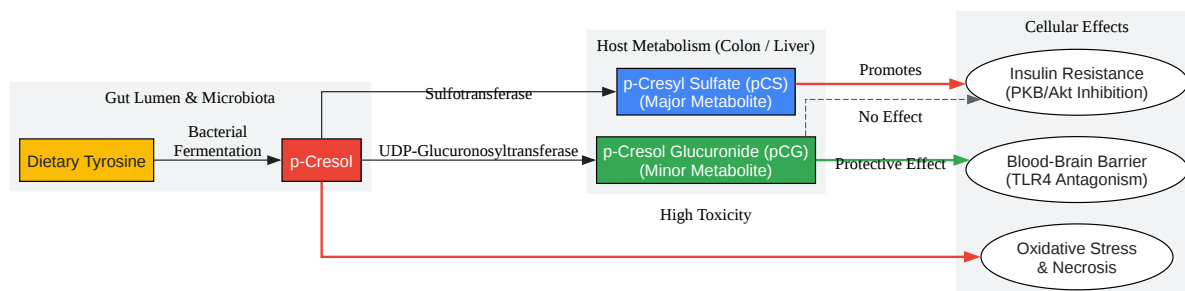 Gut Lumen & Microbiota
Dietary Tyrosine
Bacterial
Fermentation
p-Cresol
Sulfotransferase
UDP-Glucuronosyltransferase
Host Metabolism (Colon / Liver)
p-Cresyl Sulfate (pCS)
(Major Metabolite)
p-Cresol Glucuronide (pCG)
(Minor Metabolite)
Promotes
No Effect
Protective Effect
High Toxicity
Cellular Effects
Insulin Resistance
(PKB/Akt Inhibition)
Blood-Brain Barrier
(TLR4 Antagonism)
Oxidative Stress
& Necrosis